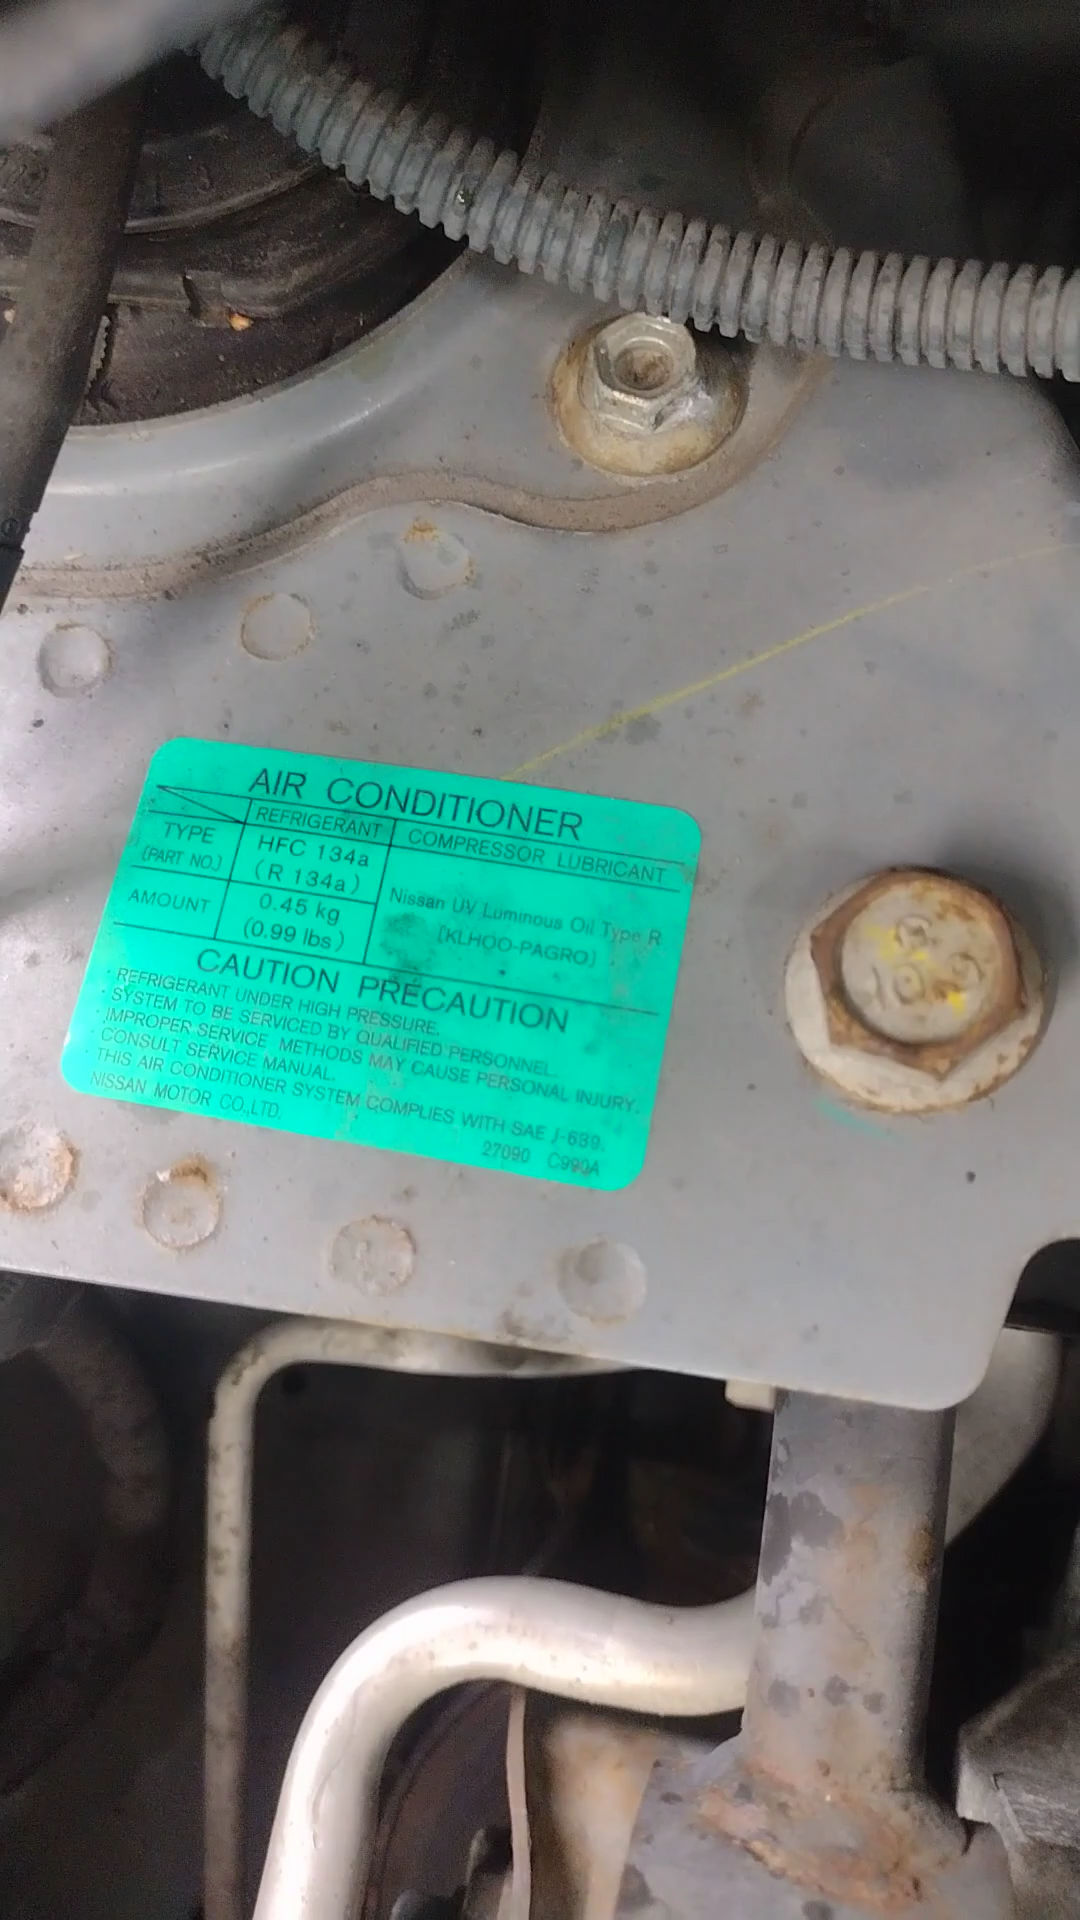 AIR CONDITIONER
REFRIGERANT COMPRESSOR LUBRICANT
TYPE
(PART NO.)
HFC 134a
(R 134a)
Nissan UV Luminous Oil Type R
[KLHOO-PAGRO]
AMOUNT
0.45 kg
(0.99 lbs)
CAUTION PRÉCAUTION
· REFRIGERANT UNDER HIGH PRESSURE.
· SYSTEM TO BE SERVICED BY QUALIFIED PERSONNEL.
· IMPROPER SERVICE METHODS MAY CAUSE PERSONAL INJURY.
CONSULT SERVICE MANUAL.
· THIS AIR CONDITIONER SYSTEM COMPLIES WITH SAE J-639.
NISSAN MOTOR CO.,LTD.
27090 C990A